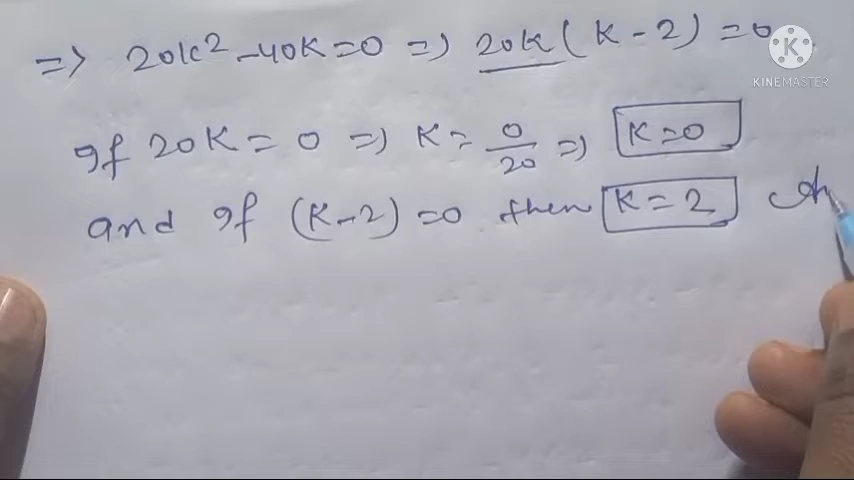 => 20K² -40K=0 => 20K(K-2)=0
K
KINEMASTER
If 20K = 0 => K = 0/20 => K=0
and If (K-2)=0 then K=2